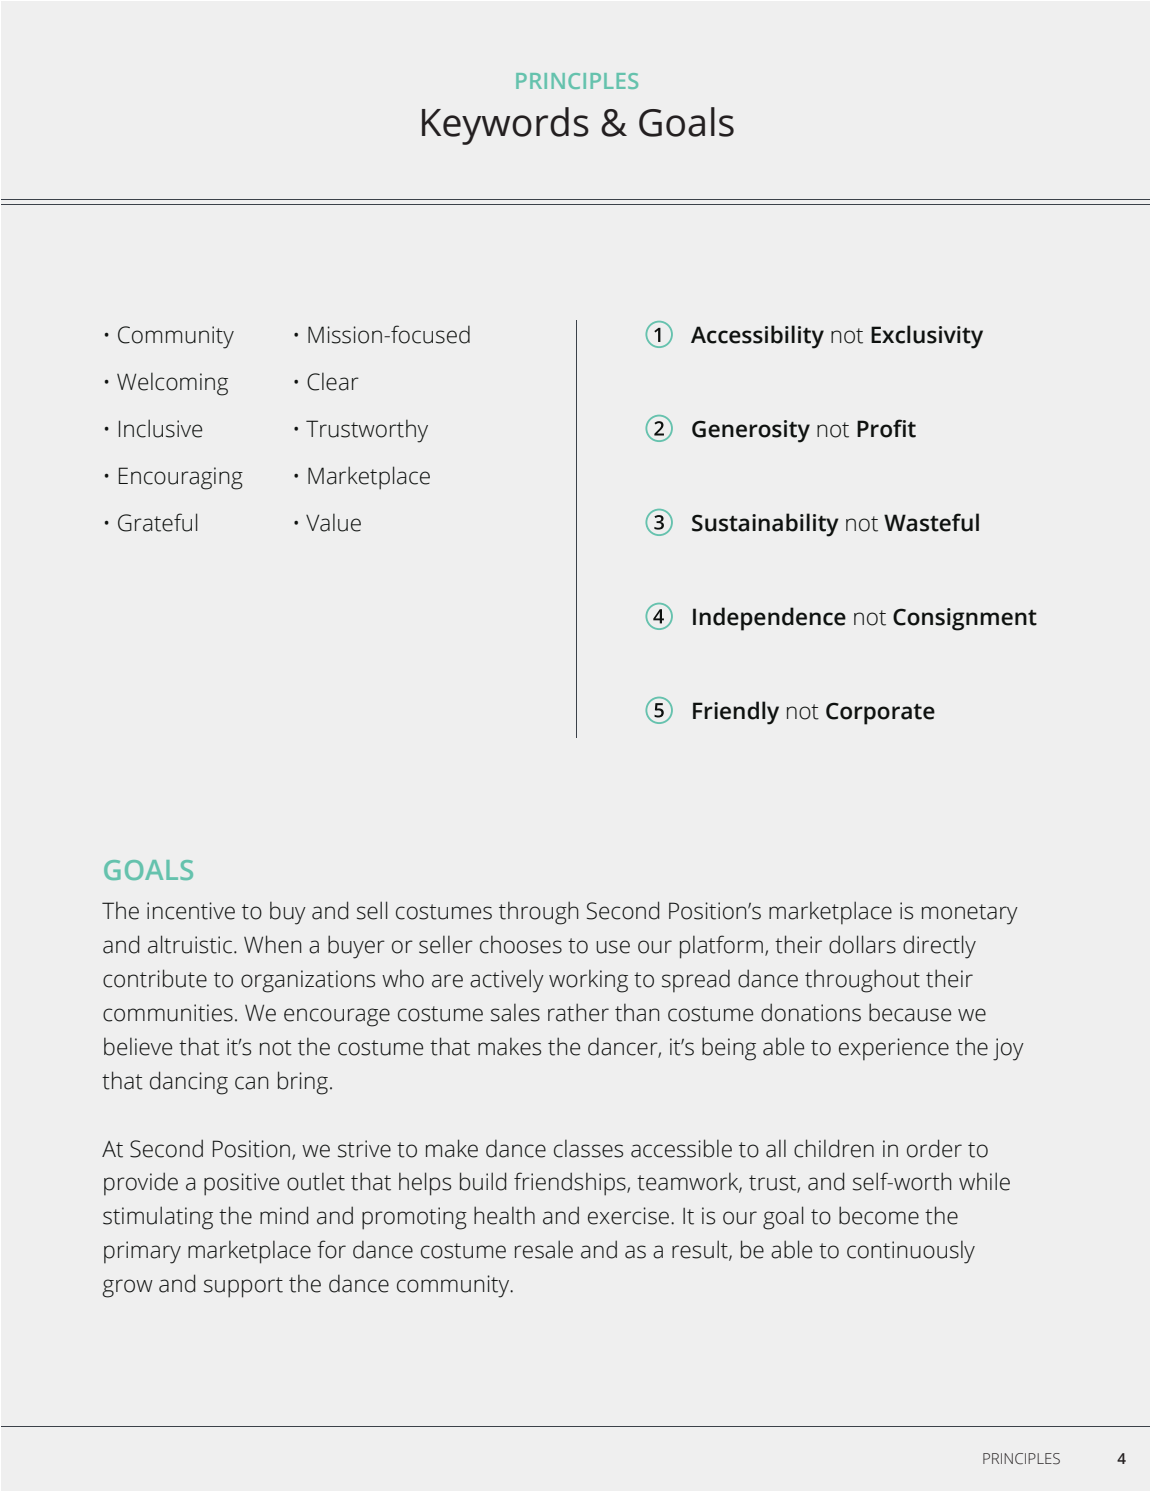 PRINCIPLES
Keywords & Goals
• Community
• Welcoming
• Inclusive
• Encouraging
• Grateful
• Mission-focused
• Clear
• Trustworthy
• Marketplace
• Value
1 Accessibility not Exclusivity
2 Generosity not Profit
3 Sustainability not Wasteful
4 Independence not Consignment
5 Friendly not Corporate
GOALS
The incentive to buy and sell costumes through Second Position’s marketplace is monetary
and altruistic. When a buyer or seller chooses to use our platform, their dollars directly
contribute to organizations who are actively working to spread dance throughout their
communities. We encourage costume sales rather than costume donations because we
believe that it’s not the costume that makes the dancer, it’s being able to experience the joy
that dancing can bring.
At Second Position, we strive to make dance classes accessible to all children in order to
provide a positive outlet that helps build friendships, teamwork, trust, and self-worth while
stimulating the mind and promoting health and exercise. It is our goal to become the
primary marketplace for dance costume resale and as a result, be able to continuously
grow and support the dance community.
PRINCIPLES 4